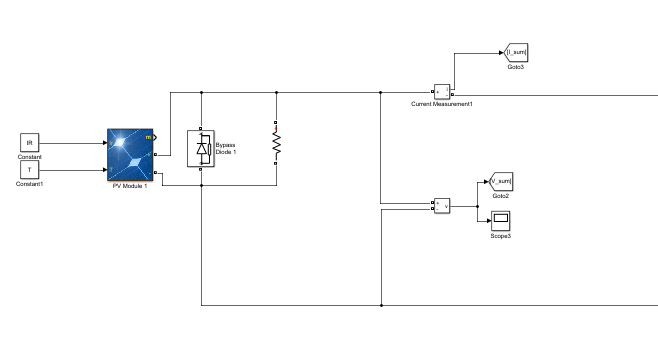 [I_sum]
Goto3
+
i
-
Current Measurement1
IR
Constant
T
Constant1
m
+
-
PV Module 1
Bypass
Diode 1
[V_sum]
Goto2
+
-
v
Scope3